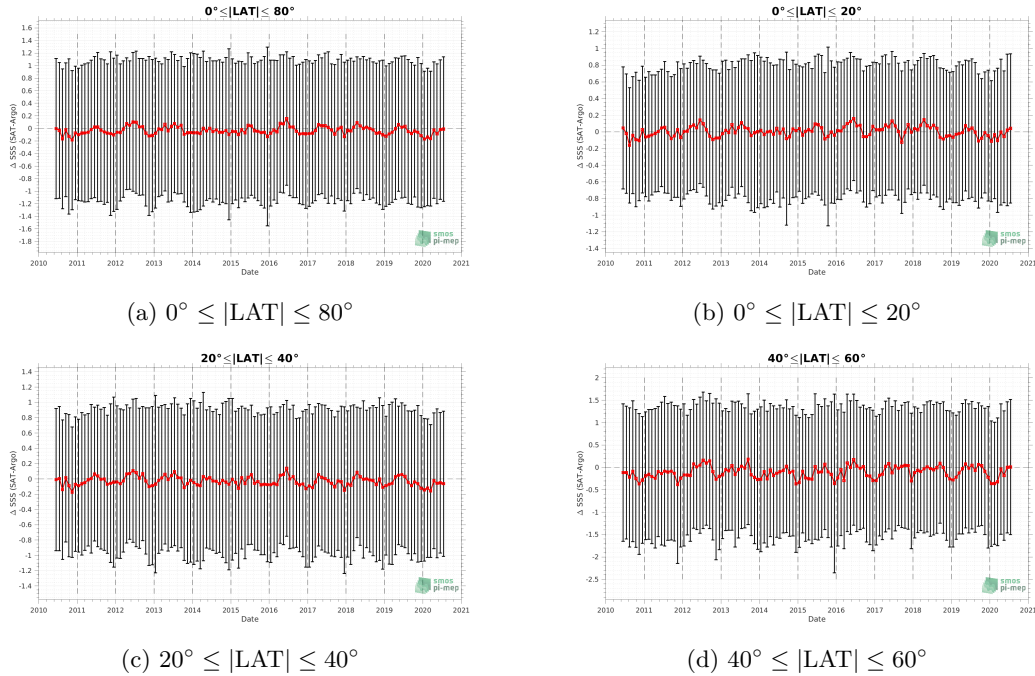 0°≤|LAT|≤ 80°
1.6
1.4
1.2
1
0.8
0.6
0.4
0.2
0
-0.2
-0.4
-0.6
-0.8
-1
-1.2
-1.4
-1.6
-1.8
Δ SSS (SAT-Argo)
2010 2011 2012 2013 2014 2015 2016 2017 2018 2019 2020 2021
Date
smos
pi-mep
(a) 0° ≤ |LAT| ≤ 80°
0°≤|LAT|≤ 20°
1.2
1
0.8
0.6
0.4
0.2
0
-0.2
-0.4
-0.6
-0.8
-1
-1.2
-1.4
Δ SSS (SAT-Argo)
2010 2011 2012 2013 2014 2015 2016 2017 2018 2019 2020 2021
Date
smos
pi-mep
(b) 0° ≤ |LAT| ≤ 20°
20°≤|LAT|≤ 40°
1.4
1.2
1
0.8
0.6
0.4
0.2
0
-0.2
-0.4
-0.6
-0.8
-1
-1.2
-1.4
Δ SSS (SAT-Argo)
2010 2011 2012 2013 2014 2015 2016 2017 2018 2019 2020 2021
Date
smos
pi-mep
(c) 20° ≤ |LAT| ≤ 40°
40°≤|LAT|≤ 60°
2
1.5
1
0.5
0
-0.5
-1
-1.5
-2
-2.5
Δ SSS (SAT-Argo)
2010 2011 2012 2013 2014 2015 2016 2017 2018 2019 2020 2021
Date
smos
pi-mep
(d) 40° ≤ |LAT| ≤ 60°